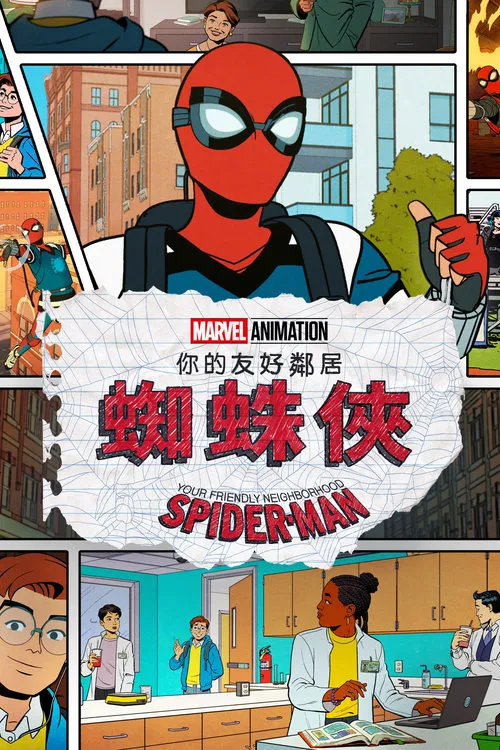 MARVEL ANIMATION
你的友好鄰居
蜘蛛俠
YOUR FRIENDLY NEIGHBORHOOD
SPIDER-MAN